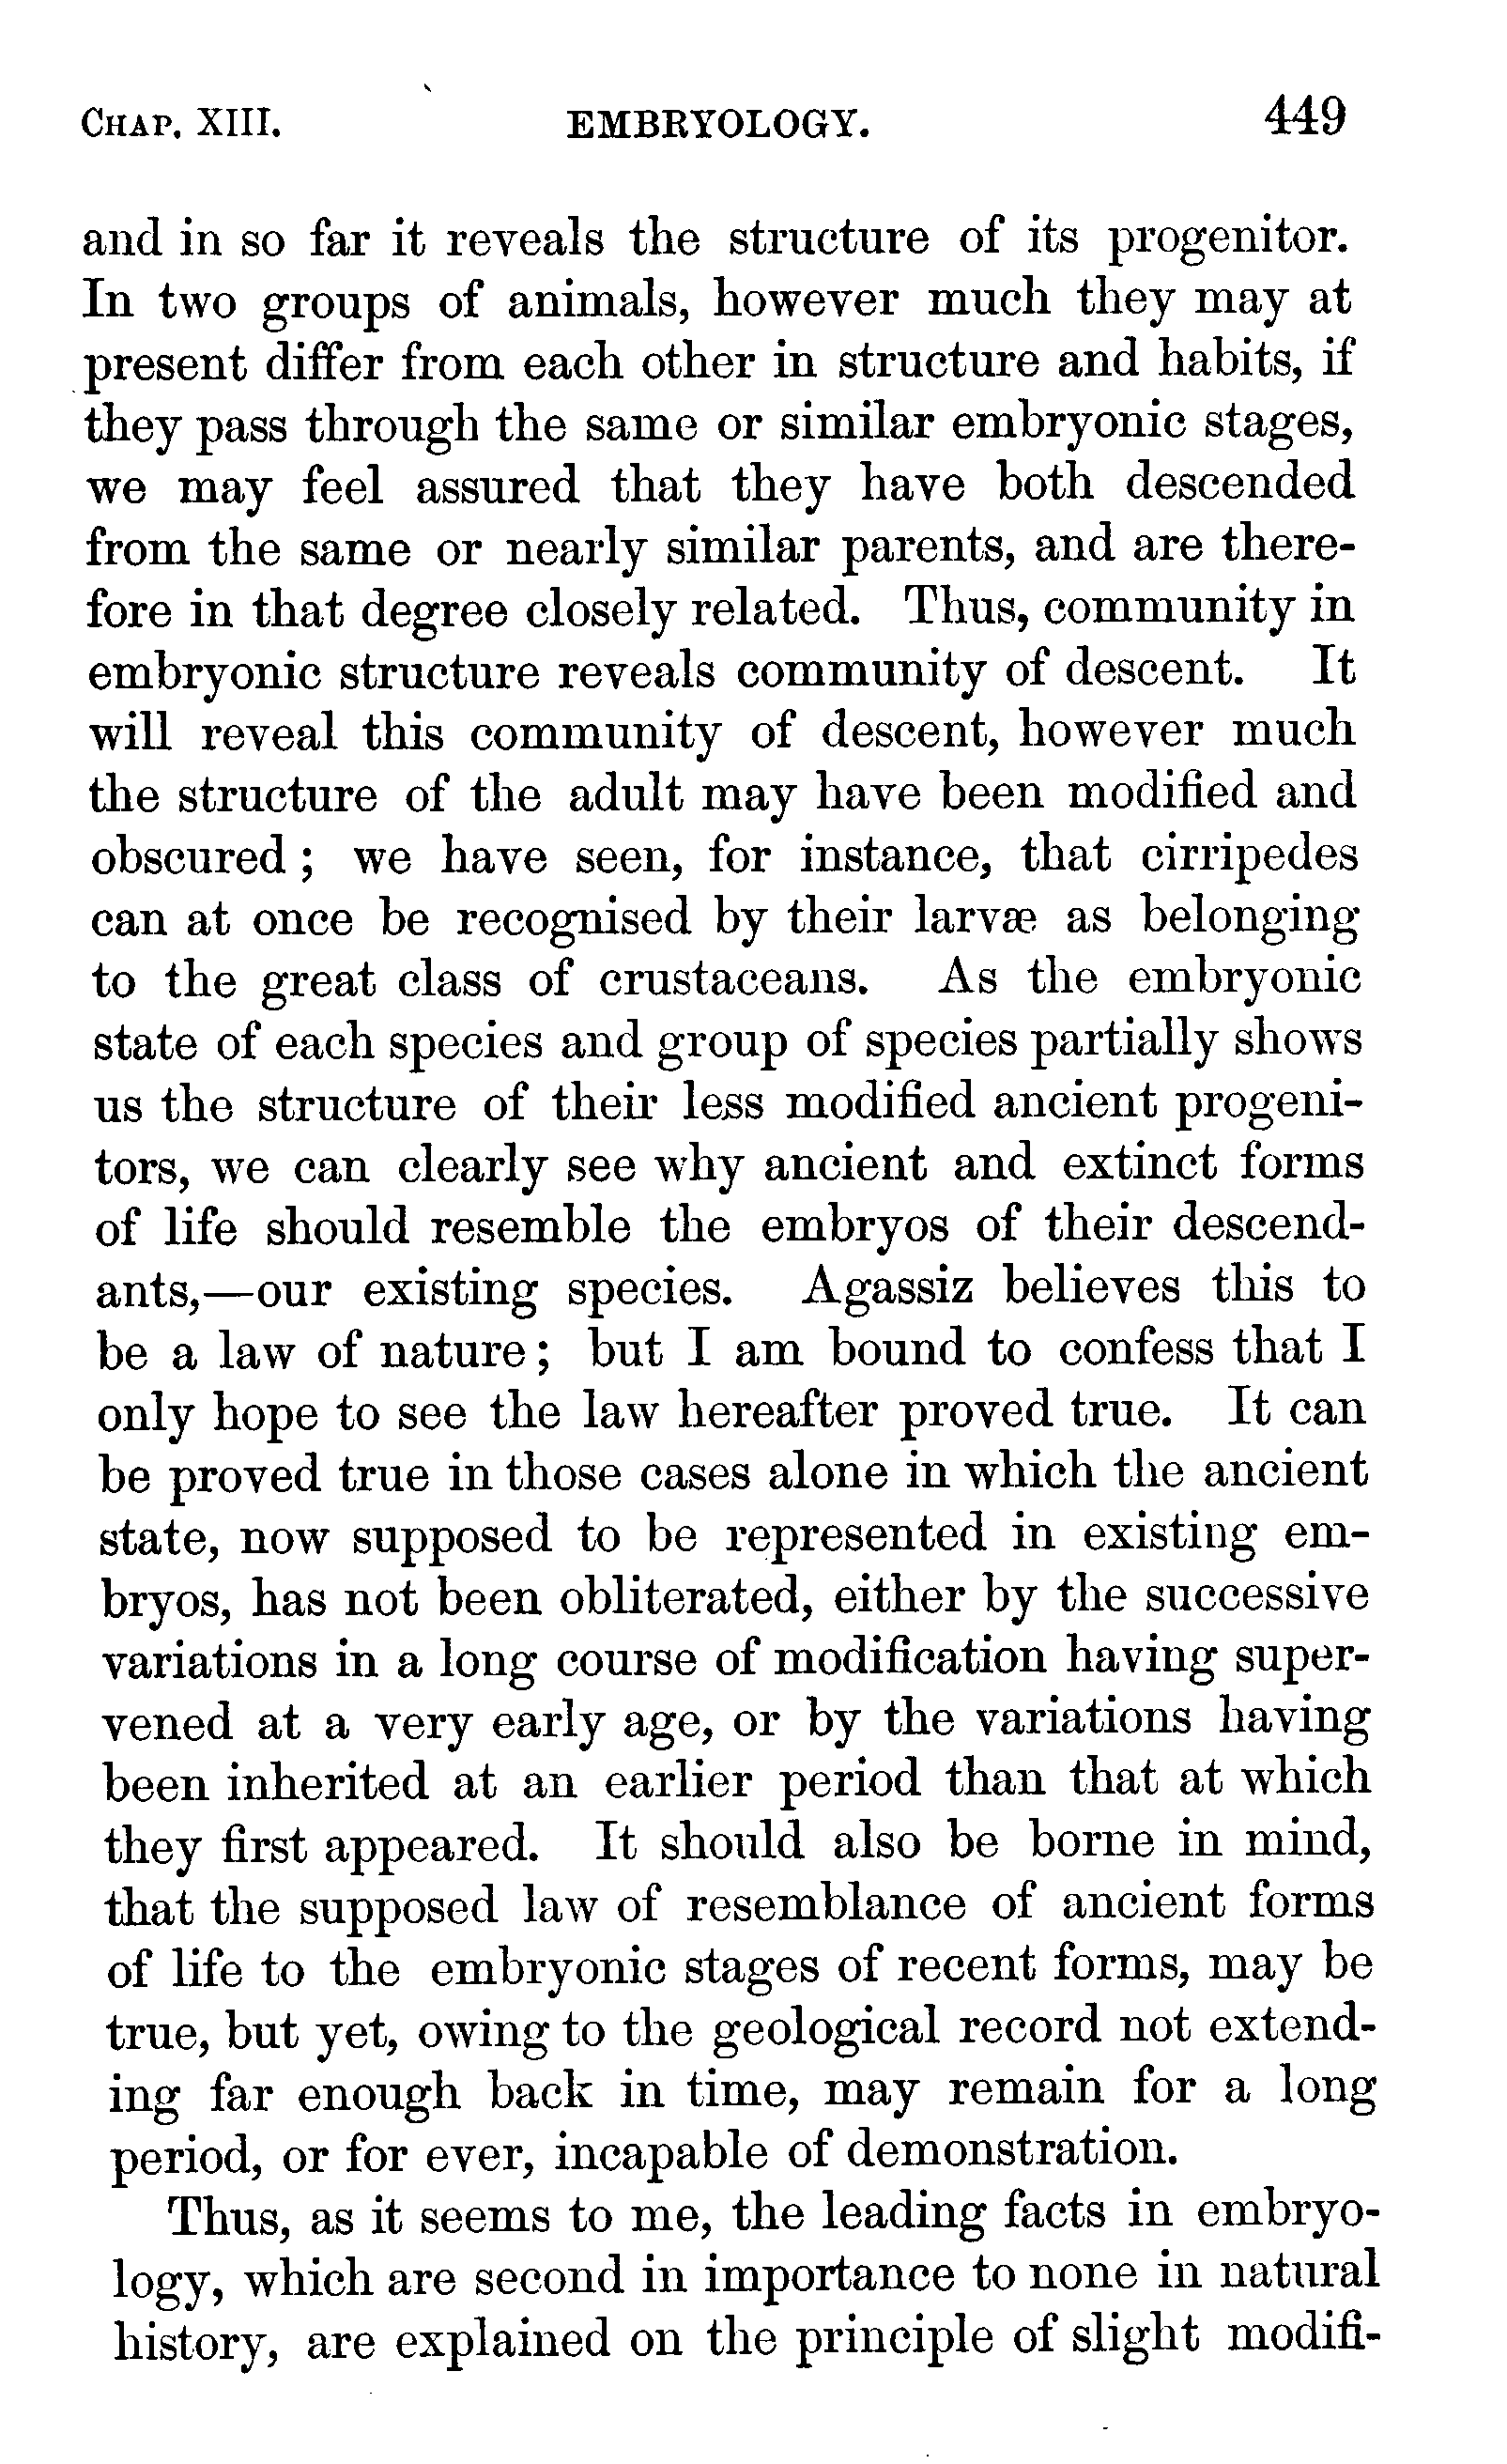 CHAP. XIII. EMBRYOLOGY. 449
and in so far it reveals the structure of its progenitor.
In two groups of animals, however much they may at
present differ from each other in structure and habits, if
they pass through the same or similar embryonic stages,
we may feel assured that they have both descended
from the same or nearly similar parents, and are there-
fore in that degree closely related. Thus, community in
embryonic structure reveals community of descent. It
will reveal this community of descent, however much
the structure of the adult may have been modified and
obscured; we have seen, for instance, that cirripedes
can at once be recognised by their larvæ as belonging
to the great class of crustaceans. As the embryonic
state of each species and group of species partially shows
us the structure of their less modified ancient progeni-
tors, we can clearly see why ancient and extinct forms
of life should resemble the embryos of their descend-
ants,—our existing species. Agassiz believes this to
be a law of nature; but I am bound to confess that I
only hope to see the law hereafter proved true. It can
be proved true in those cases alone in which the ancient
state, now supposed to be represented in existing em-
bryos, has not been obliterated, either by the successive
variations in a long course of modification having super-
vened at a very early age, or by the variations having
been inherited at an earlier period than that at which
they first appeared. It should also be borne in mind,
that the supposed law of resemblance of ancient forms
of life to the embryonic stages of recent forms, may be
true, but yet, owing to the geological record not extend-
ing far enough back in time, may remain for a long
period, or for ever, incapable of demonstration.
Thus, as it seems to me, the leading facts in embryo-
logy, which are second in importance to none in natural
history, are explained on the principle of slight modifi-